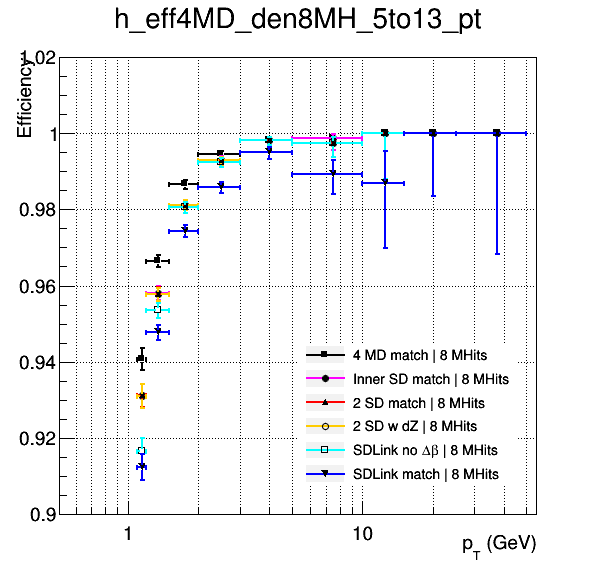 h_eff4MD_den8MH_5to13_pt
Efficiency
1.02
1
0.98
0.96
0.94
0.92
0.9
4 MD match | 8 MHits
Inner SD match | 8 MHits
2 SD match | 8 MHits
2 SD w dZ | 8 MHits
SDLink no Δβ | 8 MHits
SDLink match | 8 MHits
1
10
p_T (GeV)